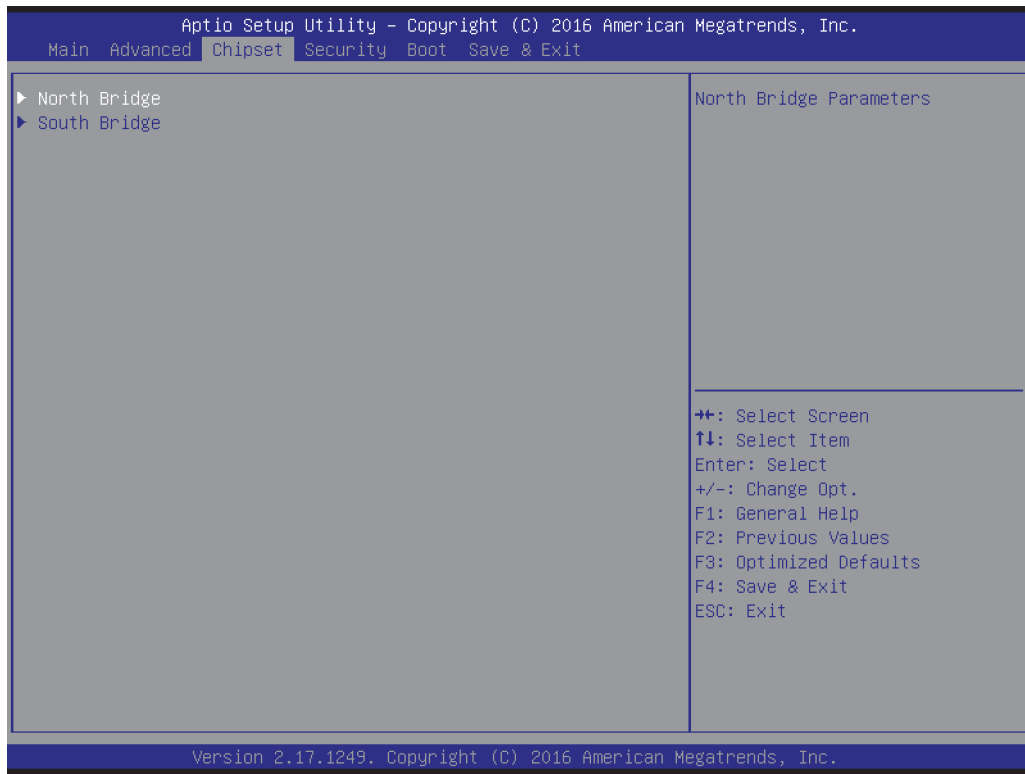 Aptio Setup Utility – Copyright (C) 2016 American Megatrends, Inc.
Main Advanced Chipset Security Boot Save & Exit
▶ North Bridge
▶ South Bridge
North Bridge Parameters
→←: Select Screen
↑↓: Select Item
Enter: Select
+/-: Change Opt.
F1: General Help
F2: Previous Values
F3: Optimized Defaults
F4: Save & Exit
ESC: Exit
Version 2.17.1249. Copyright (C) 2016 American Megatrends, Inc.